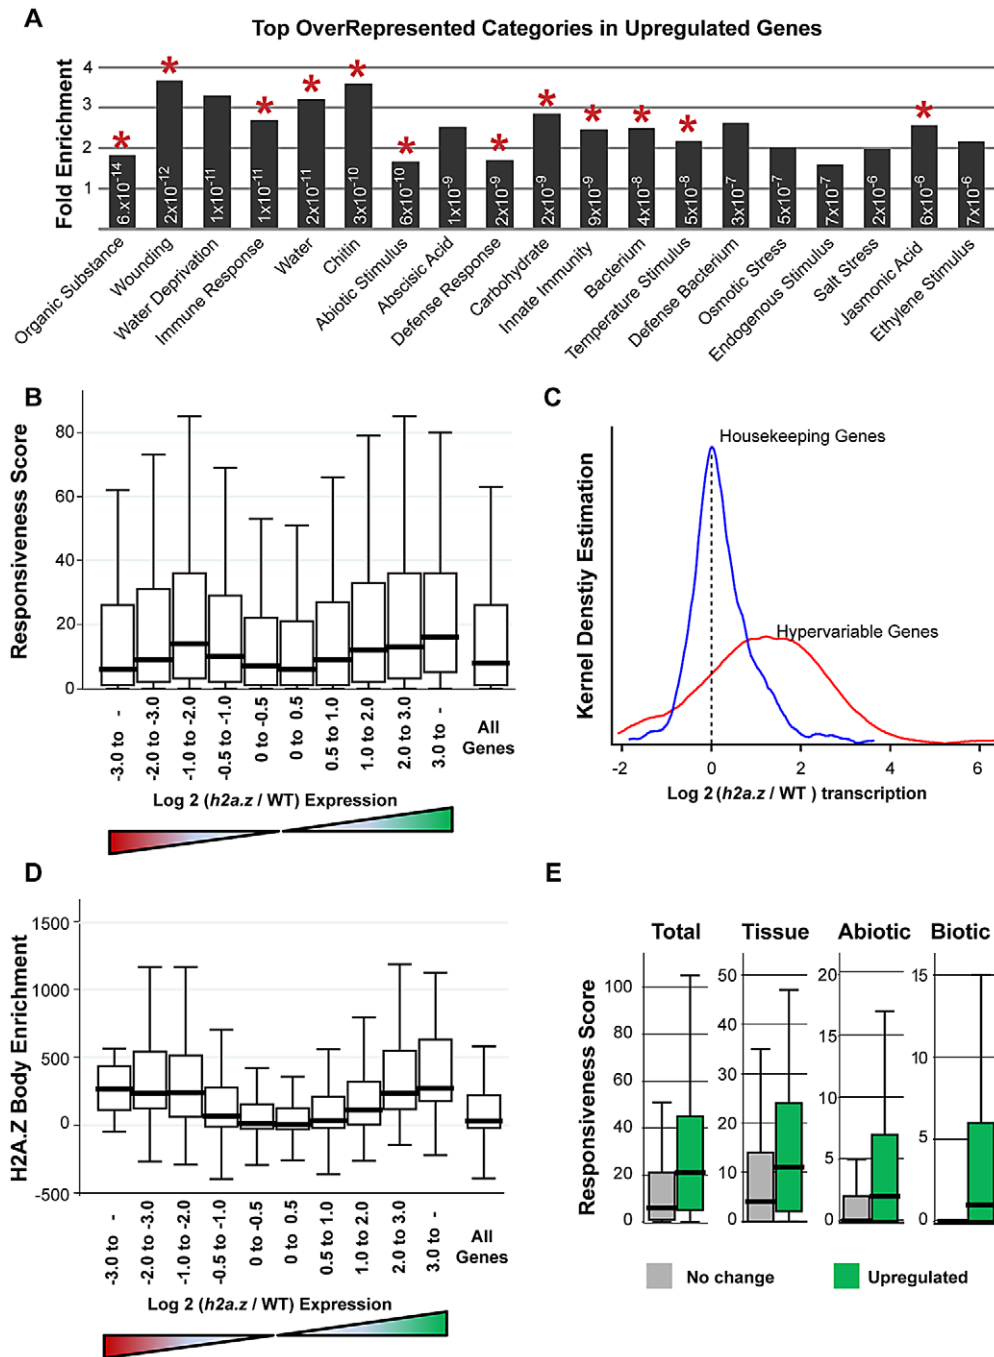 A
Top OverRepresented Categories in Upregulated Genes
Fold Enrichment
4
3
2
1
6 x10-14
2x10-12
1x10-11
1x10-11
2x10-11
3x10-10
6x10-10
1x10-9
2x10-9
2x10-9
9x10-9
4x10-8
5x10-8
3x10-7
5x10-7
7x10-7
2x10-6
6x10-6
7x10-6
Organic Substance
Wounding
Water Deprivation
Immune Response
Water
Chitin
Abiotic Stimulus
Abscisic Acid
Defense Response
Carbohydrate
Innate Immunity
Bacterium
Temperature Stimulus
Defense Bacterium
Osmotic Stress
Endogenous Stimulus
Salt Stress
Jasmonic Acid
Ethylene Stimulus
B
Responsiveness Score
80
60
40
20
0
-3.0 to -
-2.0 to -3.0
-1.0 to -2.0
-0.5 to -1.0
0 to -0.5
0 to 0.5
0.5 to 1.0
1.0 to 2.0
2.0 to 3.0
3.0 to -
All
Genes
Log 2 (h2a.z / WT) Expression
C
Kernel Denstiy Estimation
Housekeeping Genes
Hypervariable Genes
-2
0
2
4
6
Log 2 (h2a.z / WT ) transcription
D
H2A.Z Body Enrichment
1500
1000
500
0
-500
-3.0 to -
-2.0 to -3.0
-1.0 to -2.0
-0.5 to -1.0
0 to -0.5
0 to 0.5
0.5 to 1.0
1.0 to 2.0
2.0 to 3.0
3.0 to -
All
Genes
Log 2 (h2a.z / WT) Expression
E
Responsiveness Score
Total
100
80
60
40
20
0
Tissue
50
40
30
20
10
0
Abiotic
20
15
10
5
0
Biotic
15
10
5
0
No change
Upregulated